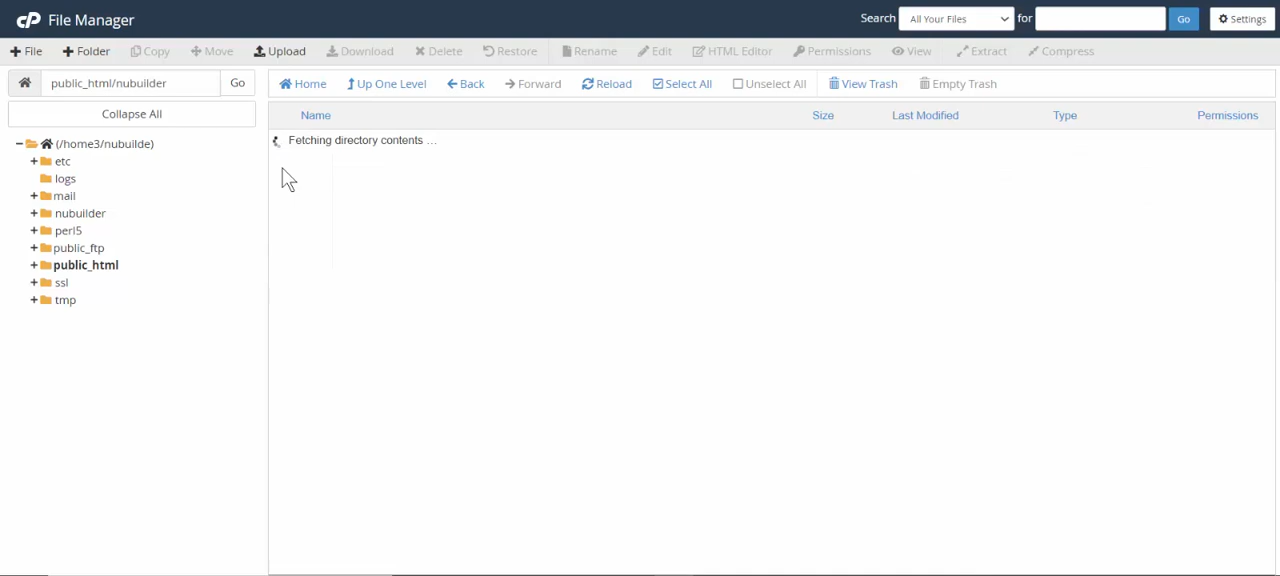 cP File Manager Search All Your Files for Go Settings
File Folder Copy Move Upload Download Delete Restore Rename Edit HTML Editor Permissions View Extract Compress
public_html/nubuilder Go Home Up One Level Back Forward Reload Select All Unselect All View Trash Empty Trash
Collapse All
Name Size Last Modified Type Permissions
Fetching directory contents ...
(/home3/nubuilde)
etc
logs
mail
nubuilder
perl5
public_ftp
public_html
ssl
tmp